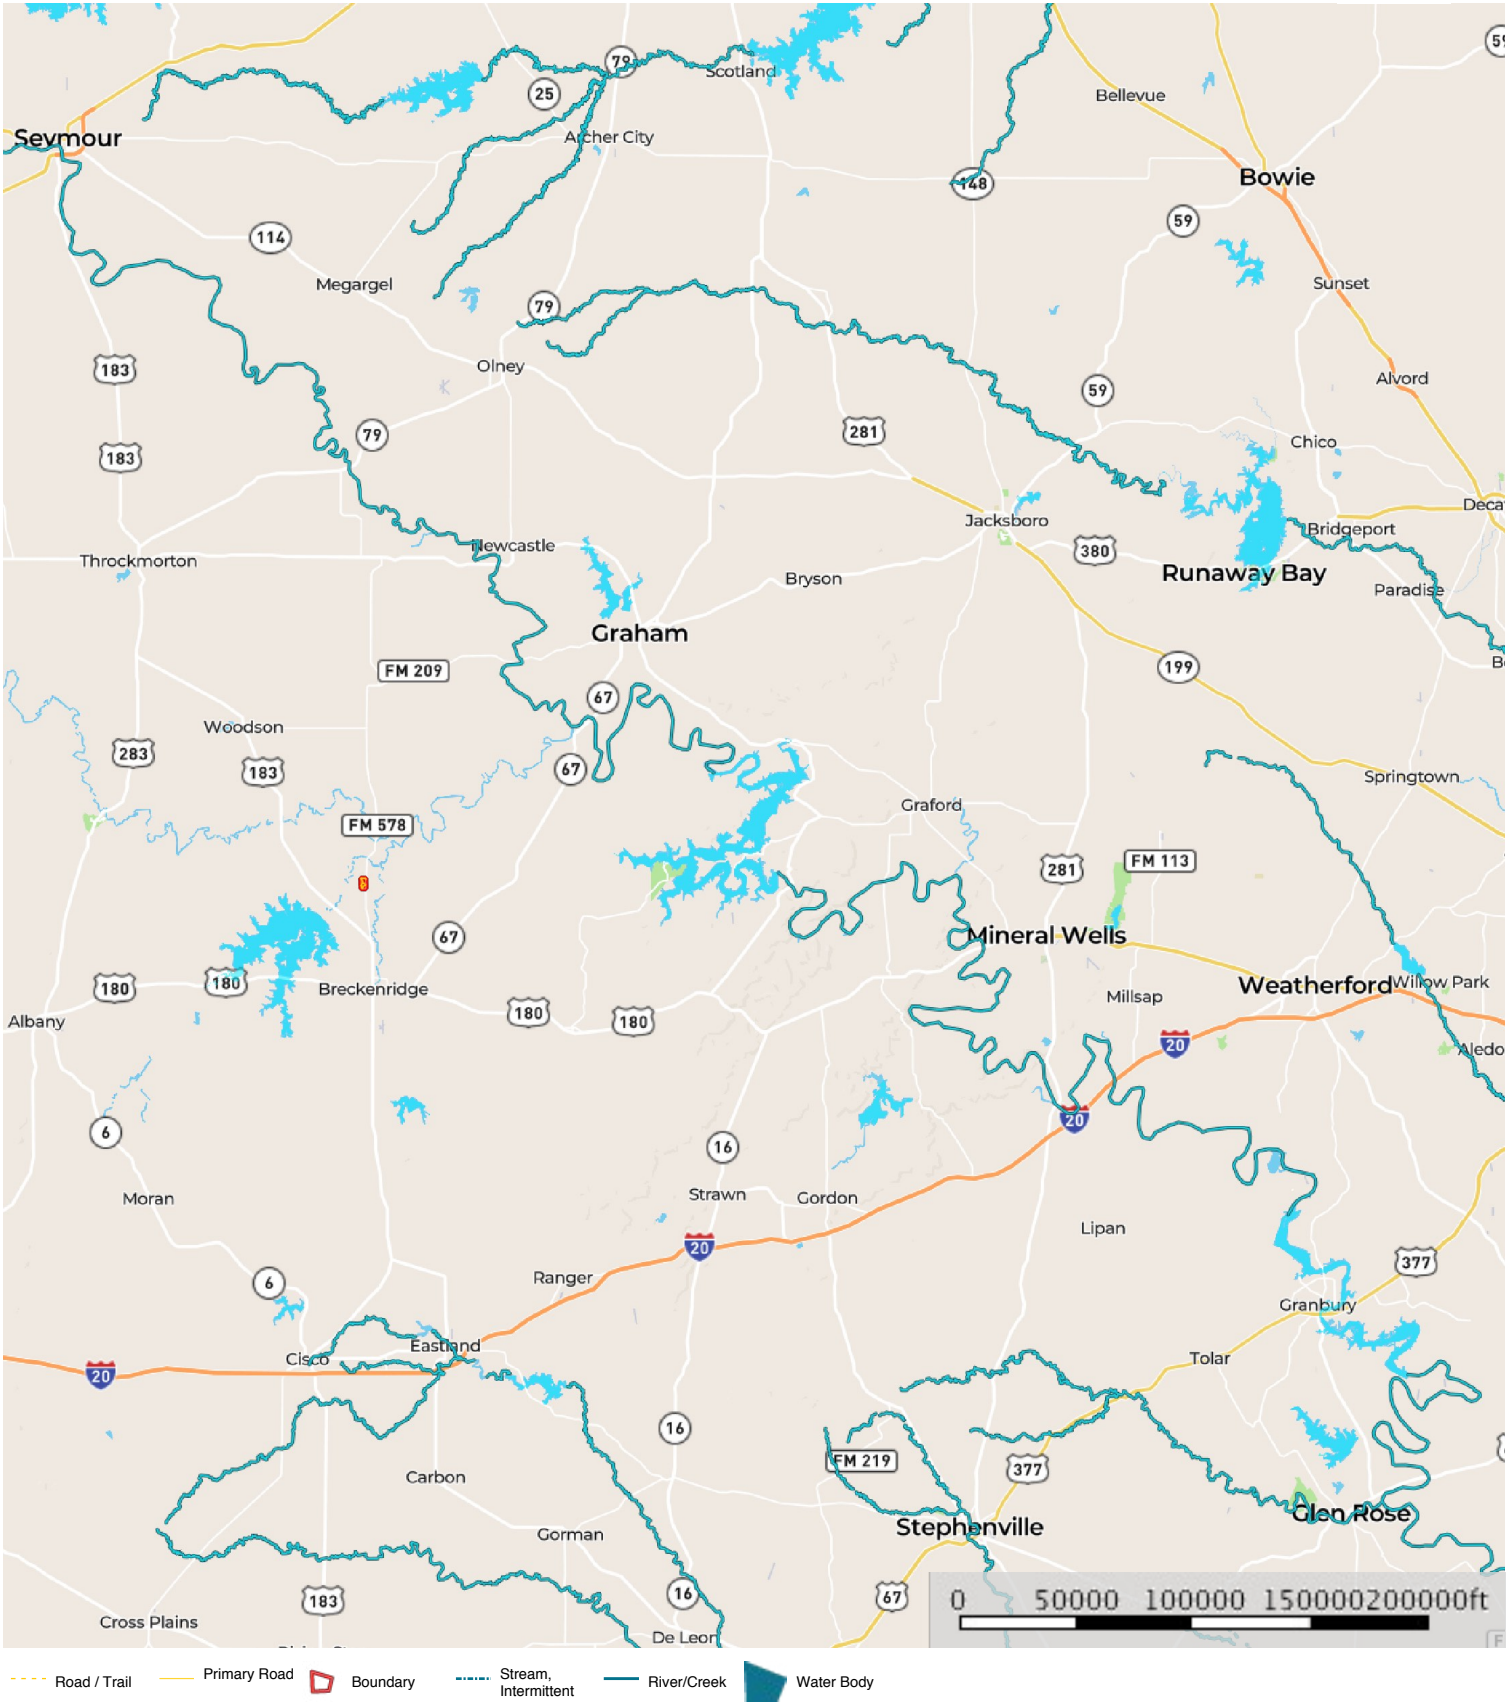 59
79
Scotland
25
Bellevue
Seymour
Archer City
148
Bowie
59
114
Megargel
Sunset
79
183
Olney
Alvord
59
79
281
183
Chico
Jacksboro
Deca
Newcastle
Bridgeport
380
Throckmorton
Bryson
Runaway Bay
Paradise
Graham
B
FM 209
199
67
Woodson
283
183
67
Springtown
Graford
FM 578
FM 113
281
67
Mineral Wells
180
180
Breckenridge
Weatherford
Willow Park
Millsap
180
180
Albany
20
Aledo
6
20
16
Moran
Strawn
Gordon
Lipan
20
377
6
Ranger
Granbury
Eastland
Cisco
Tolar
20
16
FM 219
377
Carbon
Glen Rose
Stephenville
Gorman
16
67
183
0 50000 100000 150000200000ft
Cross Plains
De Leon
F
Road / Trail
Primary Road
Boundary
Stream,
Intermittent
River/Creek
Water Body